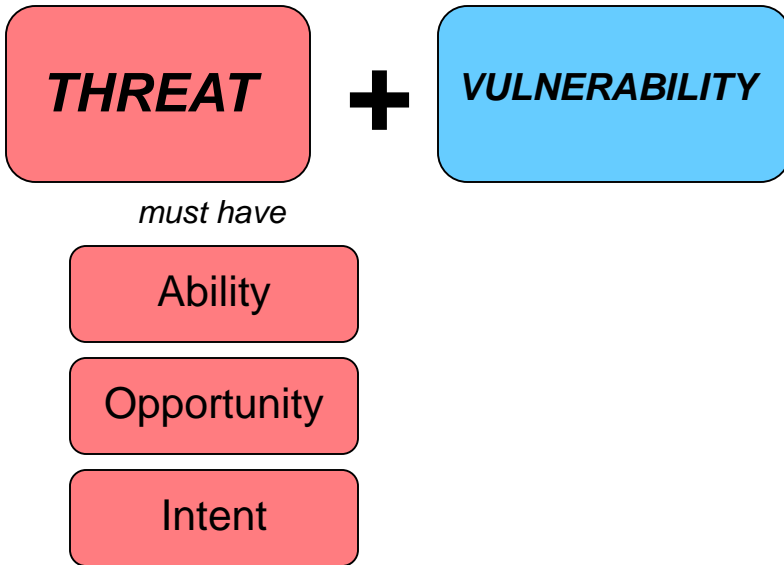 THREAT + VULNERABILITY
must have
Ability
Opportunity
Intent